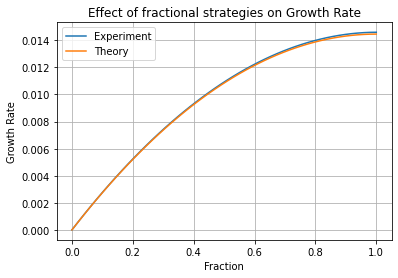 Effect of fractional strategies on Growth Rate
Experiment
Theory
Growth Rate
0.014
0.012
0.010
0.008
0.006
0.004
0.002
0.000
0.0 0.2 0.4 0.6 0.8 1.0
Fraction